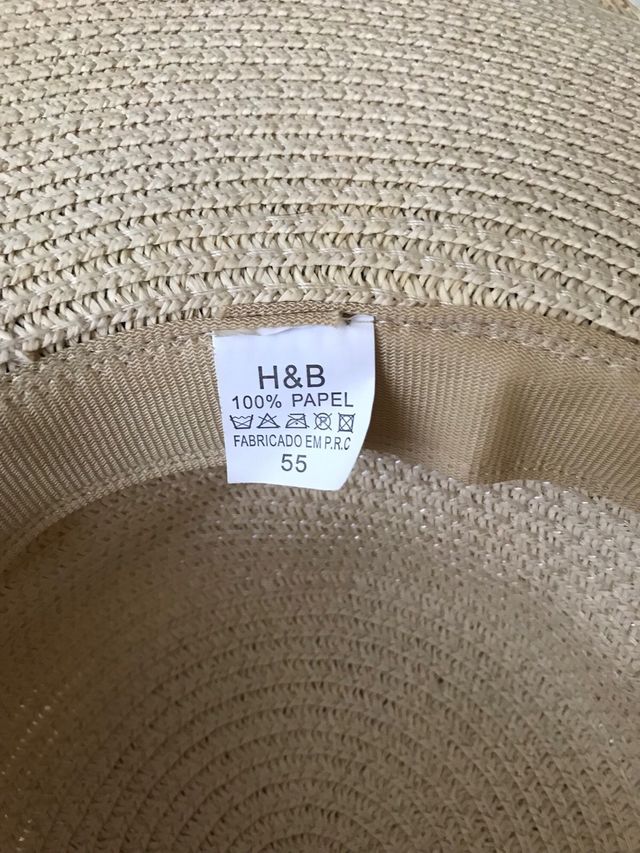 H&B
100% PAPEL
FABRICADO EM P.R.C
55